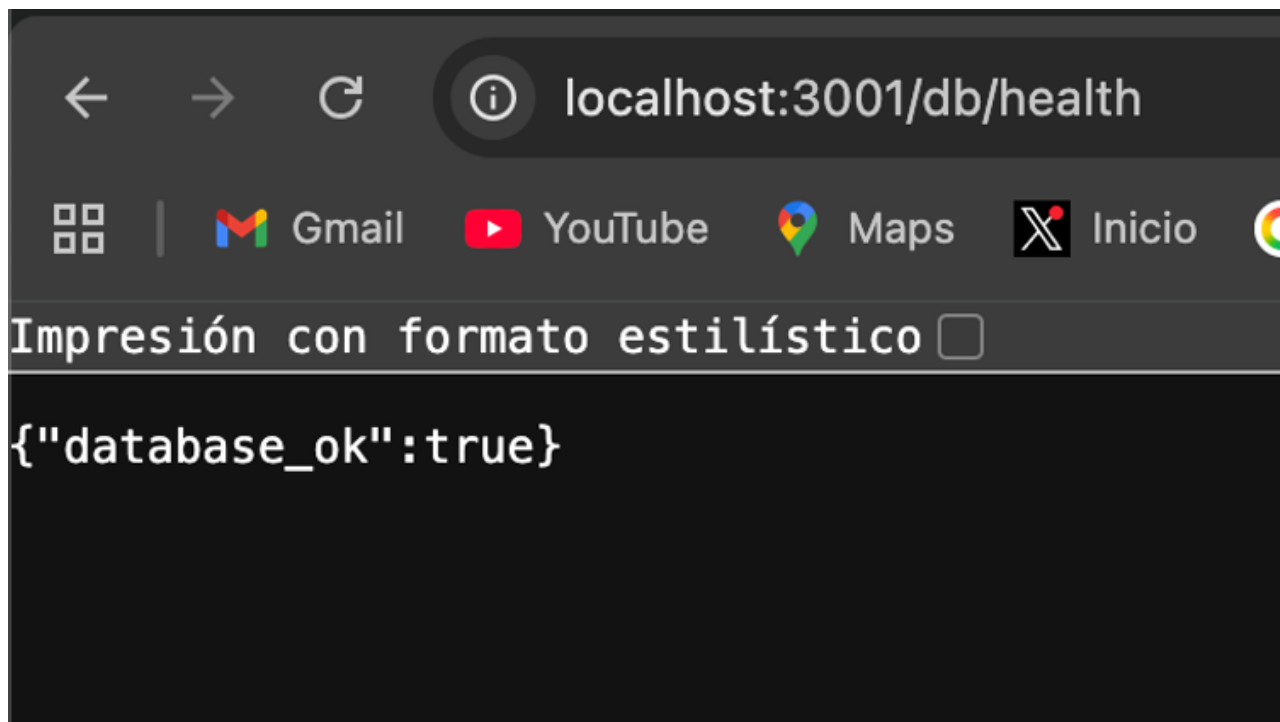 localhost:3001/db/health
Gmail YouTube Maps Inicio
Impresión con formato estilístico
{"database_ok":true}